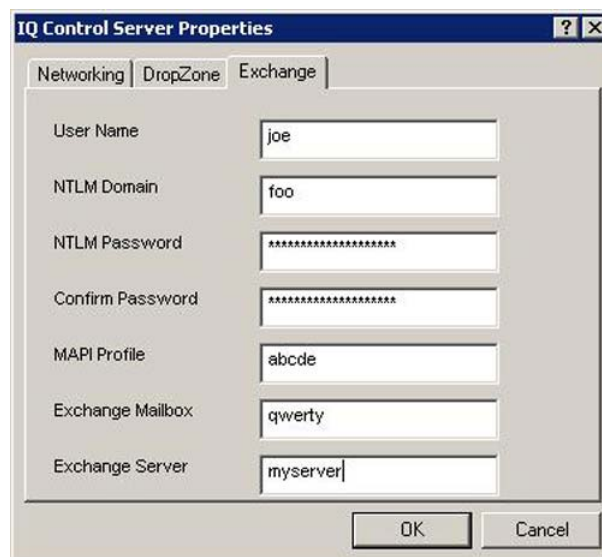 IQ Control Server Properties
Networking DropZone Exchange
User Name joe
NTLM Domain foo
NTLM Password ********************
Confirm Password ********************
MAPI Profile abcde
Exchange Mailbox qwerty
Exchange Server myserver
OK Cancel